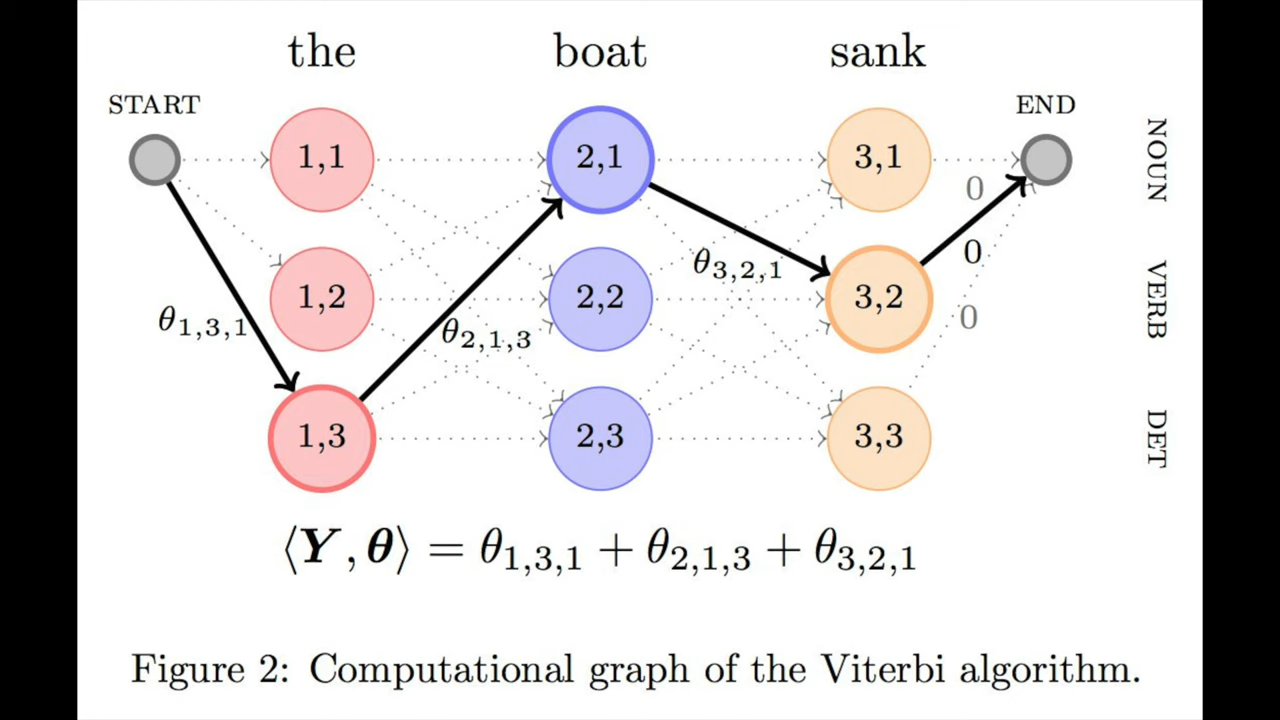 the boat sank
START END
1,1 2,1 3,1 NOUN
0
θ3,2,1 0
1,2 2,2 3,2 VERB
θ1,3,1 θ2,1,3 0
1,3 2,3 3,3 DET
⟨Y, θ⟩ = θ1,3,1 + θ2,1,3 + θ3,2,1
Figure 2: Computational graph of the Viterbi algorithm.